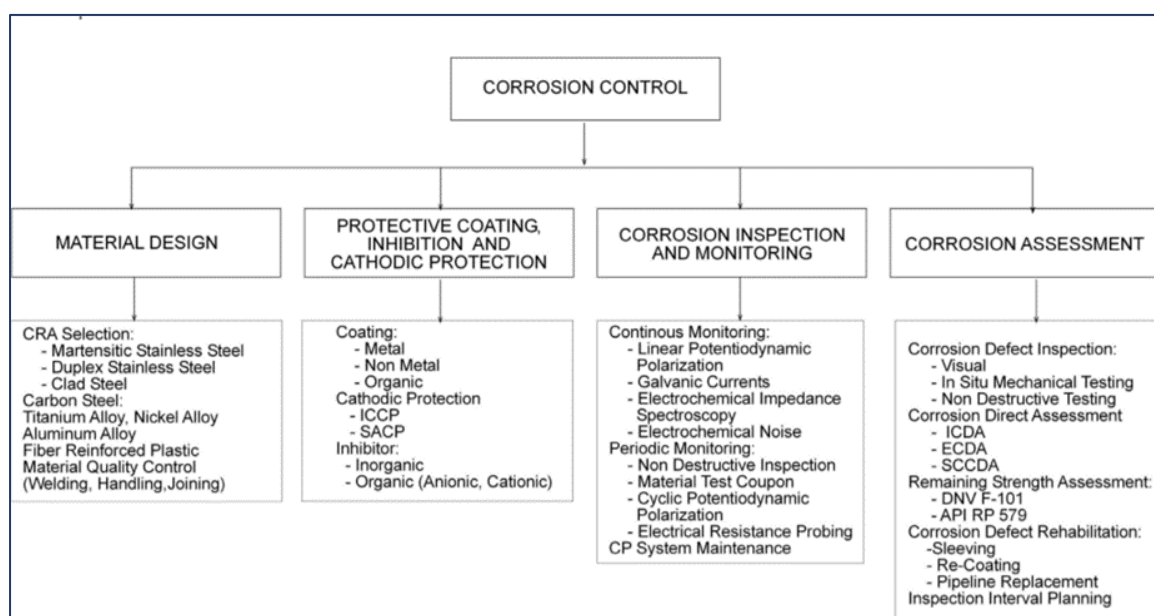 CORROSION CONTROL
MATERIAL DESIGN
PROTECTIVE COATING,
INHIBITION AND
CATHODIC PROTECTION
CORROSION INSPECTION
AND MONITORING
CORROSION ASSESSMENT
CRA Selection:
- Martensitic Stainless Steel
- Duplex Stainless Steel
- Clad Steel
Carbon Steel:
Titanium Alloy, Nickel Alloy
Aluminum Alloy
Fiber Reinforced Plastic
Material Quality Control
(Welding, Handling,Joining)
Coating:
- Metal
- Non Metal
- Organic
Cathodic Protection
- ICCP
- SACP
Inhibitor:
- Inorganic
- Organic (Anionic, Cationic)
Continous Monitoring:
- Linear Potentiodynamic
Polarization
- Galvanic Currents
- Electrochemical Impedance
Spectroscopy
- Electrochemical Noise
Periodic Monitoring:
- Non Destructive Inspection
- Material Test Coupon
- Cyclic Potentiodynamic
Polarization
- Electrical Resistance Probing
CP System Maintenance
Corrosion Defect Inspection:
- Visual
- In Situ Mechanical Testing
- Non Destructive Testing
Corrosion Direct Assessment
- ICDA
- ECDA
- SCCDA
Remaining Strength Assessment:
- DNV F-101
- API RP 579
Corrosion Defect Rehabilitation:
-Sleeving
- Re-Coating
- Pipeline Replacement
Inspection Interval Planning